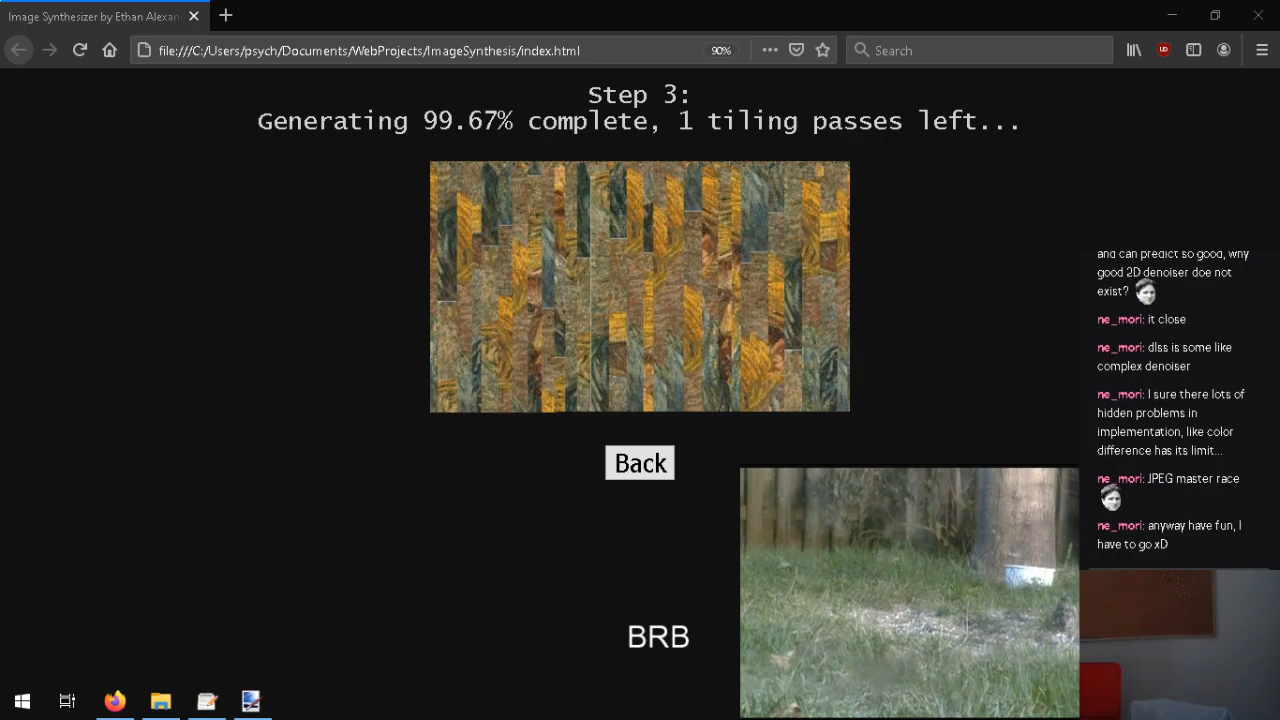 Image Synthesizer by Ethan Alexan
file:///C:/Users/psych/Documents/WebProjects/ImageSynthesis/index.html
90%
Search
Step 3:
Generating 99.67% complete, 1 tiling passes left...
Back
and can predict so good, why
good 2D denoiser doe not
exist?
ne_mori: it close
ne_mori: dlss is some like
complex denoiser
ne_mori: I sure there lots of
hidden problems in
implementation, like color
difference has its limit...
ne_mori: JPEG master race
ne_mori: anyway have fun, I
have to go xD
BRB